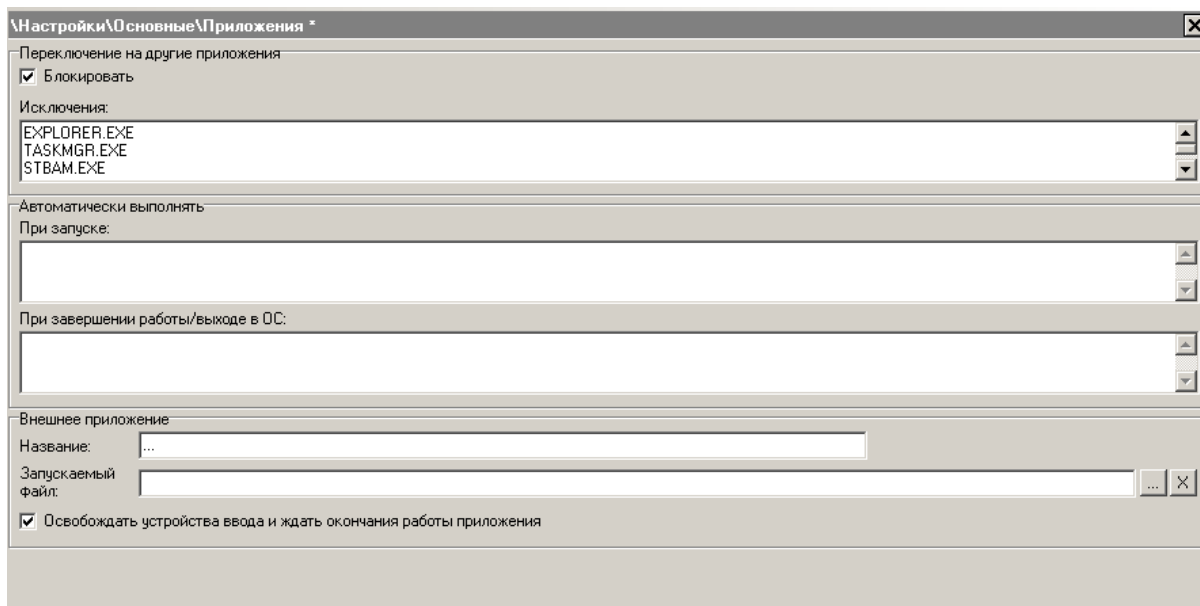 \Настройки\Основные\Приложения *
Переключение на другие приложения
Блокировать
Исключения:
EXPLORER.EXE
TASKMGR.EXE
STBAM.EXE
Автоматически выполнять
При запуске:
При завершении работы/выходе в ОС:
Внешнее приложение
Название: ...
Запускаемый
файл: ... X
Освобождать устройства ввода и ждать окончания работы приложения